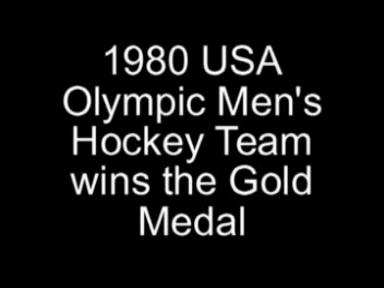 1980 USA
Olympic Men's
Hockey Team
wins the Gold
Medal